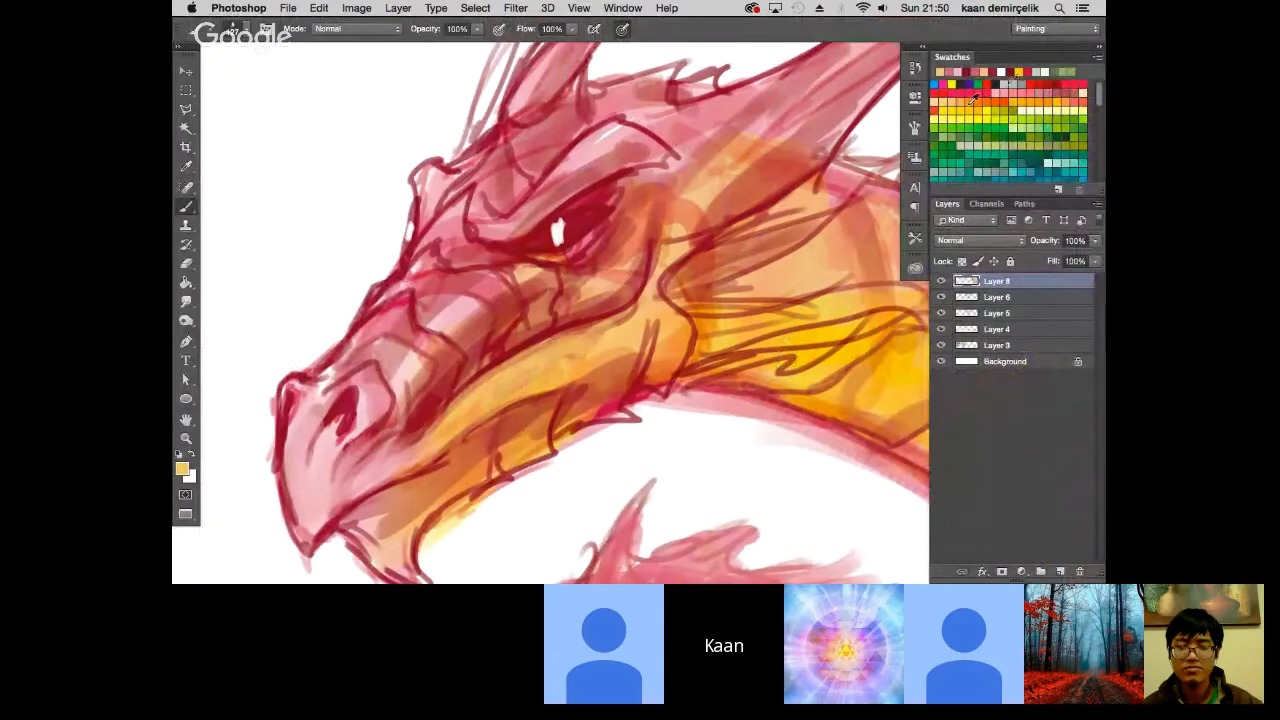 Photoshop File Edit Image Layer Type Select Filter 3D View Window Help Sun 21:50 kaan demirçelik
Google
Mode: Normal Opacity: 100% Flow: 100% Painting
Swatches
A|
T
Layers Channels Paths
Kind T
Normal Opacity: 100%
Lock: Fill: 100%
Layer 8
Layer 6
Layer 5
Layer 4
Layer 3
Background
fx
Kaan